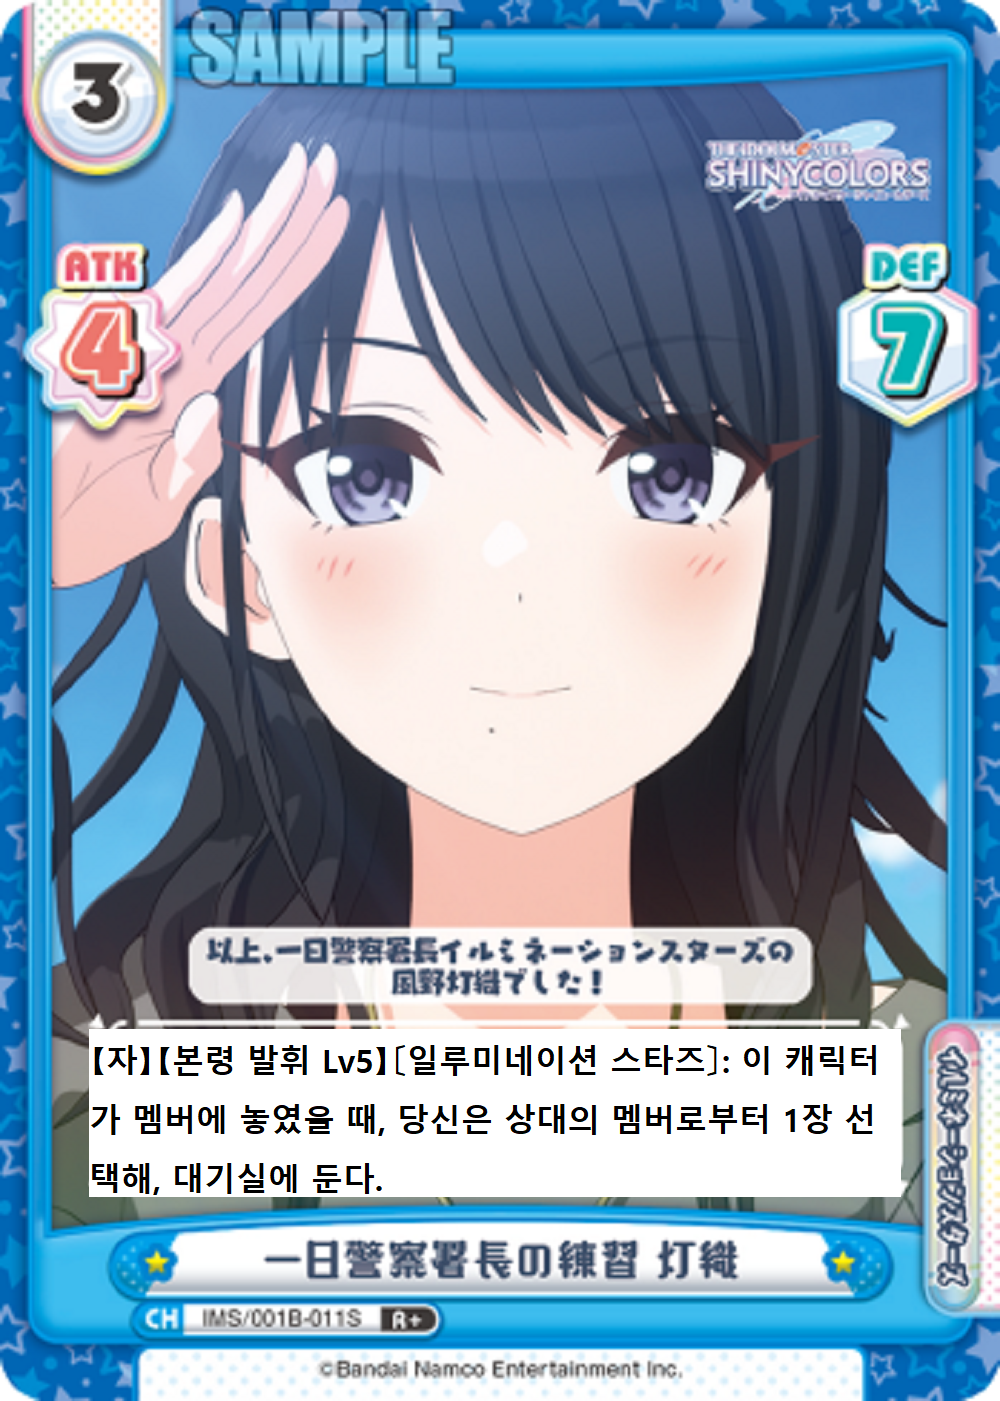 SAMPLE
3
THE IDOLM@STER
SHINYCOLORS
ATK
4
DEF
7
以上、一日警察署長イルミネーションスターズの
風野灯織でした!
【자】【본령 발휘 Lv5】〔일루미네이션 스타즈〕: 이 캐릭터
가 멤버에 놓였을 때, 당신은 상대의 멤버로부터 1장 선
택해, 대기실에 둔다.
イルミネーションスターズ
一日警察署長の練習 灯織
CH IMS/001B-011S R+
©Bandai Namco Entertainment Inc.